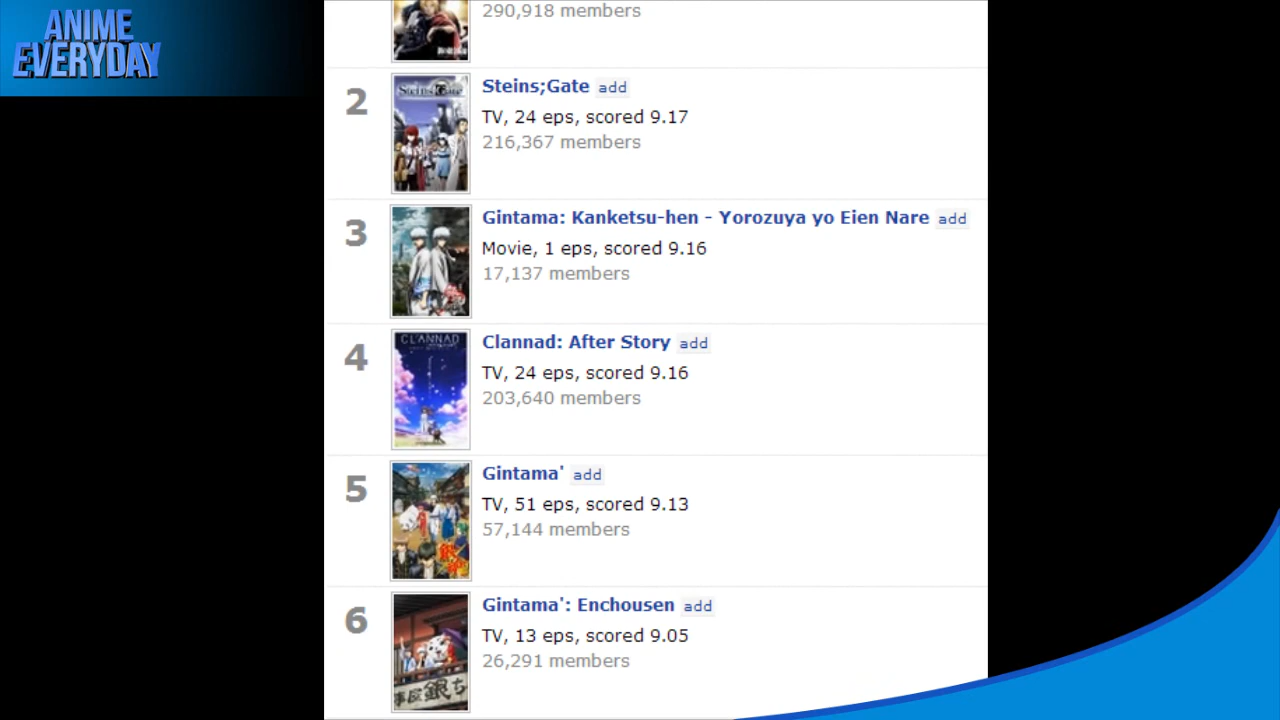 ANIME
EVERYDAY
290,918 members
2
Steins;Gate add
Steins Gate
TV, 24 eps, scored 9.17
216,367 members
3
Gintama: Kanketsu-hen - Yorozuya yo Eien Nare add
Movie, 1 eps, scored 9.16
17,137 members
4
Clannad: After Story add
CLANNAD
TV, 24 eps, scored 9.16
203,640 members
5
Gintama' add
TV, 51 eps, scored 9.13
57,144 members
6
Gintama': Enchousen add
TV, 13 eps, scored 9.05
26,291 members